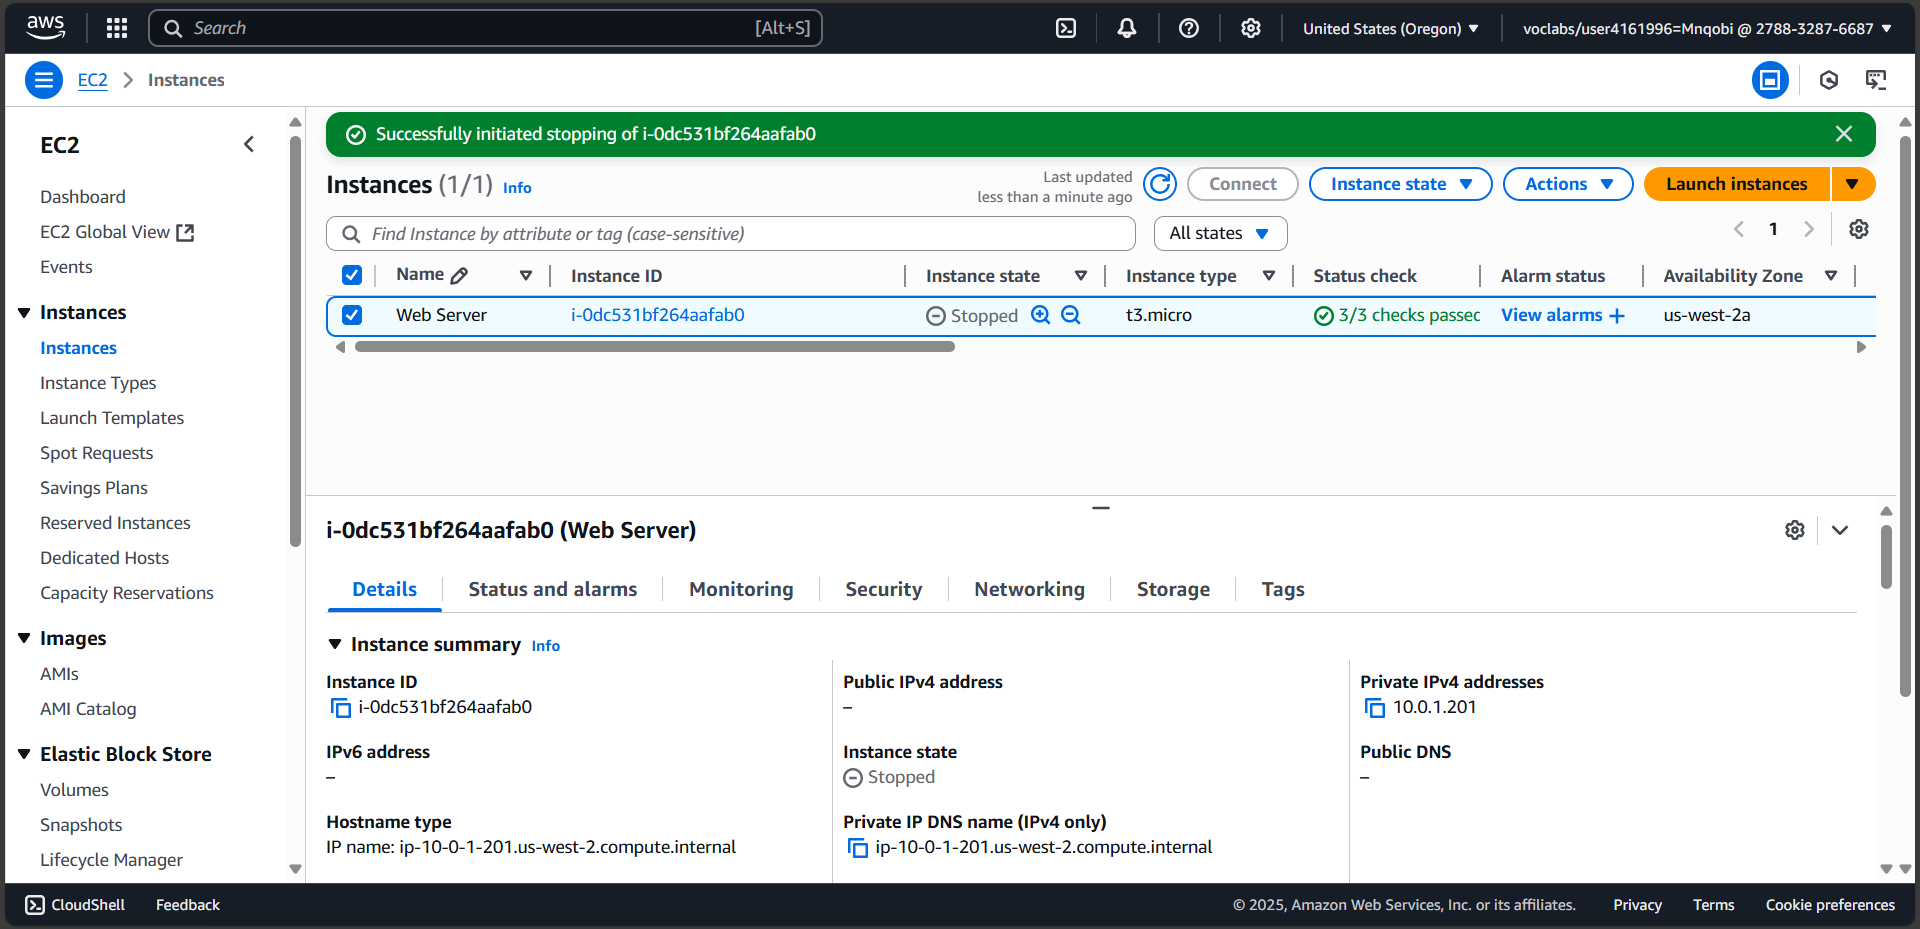 aws
Search
[Alt+S]
United States (Oregon)
voclabs/user4161996=Mnqobi @ 2788-3287-6687
EC2
Instances
EC2
Dashboard
EC2 Global View
Events
Instances
Instances
Instance Types
Launch Templates
Spot Requests
Savings Plans
Reserved Instances
Dedicated Hosts
Capacity Reservations
Images
AMIs
AMI Catalog
Elastic Block Store
Volumes
Snapshots
Lifecycle Manager
Successfully initiated stopping of i-0dc531bf264aafab0
Instances (1/1) Info
Last updated
less than a minute ago
Connect
Instance state
Actions
Launch instances
Find Instance by attribute or tag (case-sensitive)
All states
1
Name
Instance ID
Instance state
Instance type
Status check
Alarm status
Availability Zone
Web Server
i-0dc531bf264aafab0
Stopped
t3.micro
3/3 checks passec
View alarms +
us-west-2a
i-0dc531bf264aafab0 (Web Server)
Details
Status and alarms
Monitoring
Security
Networking
Storage
Tags
Instance summary Info
Instance ID
i-0dc531bf264aafab0
Public IPv4 address
–
Private IPv4 addresses
10.0.1.201
IPv6 address
–
Instance state
Stopped
Public DNS
–
Hostname type
IP name: ip-10-0-1-201.us-west-2.compute.internal
Private IP DNS name (IPv4 only)
ip-10-0-1-201.us-west-2.compute.internal
CloudShell
Feedback
© 2025, Amazon Web Services, Inc. or its affiliates.
Privacy
Terms
Cookie preferences